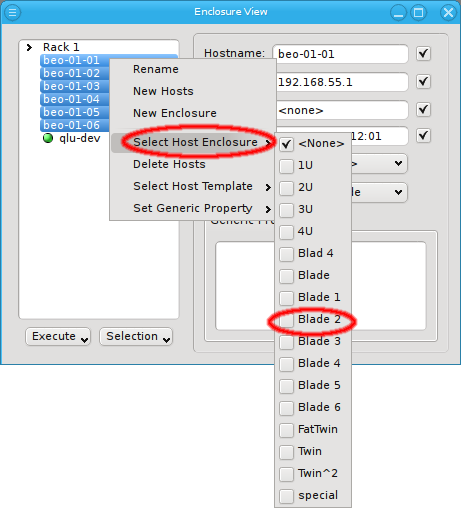 Enclosure View
Rack 1
beo-01-01
beo-01-02
beo-01-03
beo-01-04
beo-01-05
beo-01-06
qlu-dev
Execute
Selection
Hostname: beo-01-01
192.168.55.1
<none>
12:01
Rename
New Hosts
New Enclosure
Select Host Enclosure
Delete Hosts
Select Host Template
Set Generic Property
<None>
1U
2U
3U
4U
Blad 4
Blade
Blade 1
Blade 2
Blade 3
Blade 4
Blade 5
Blade 6
FatTwin
Twin
Twin^2
special